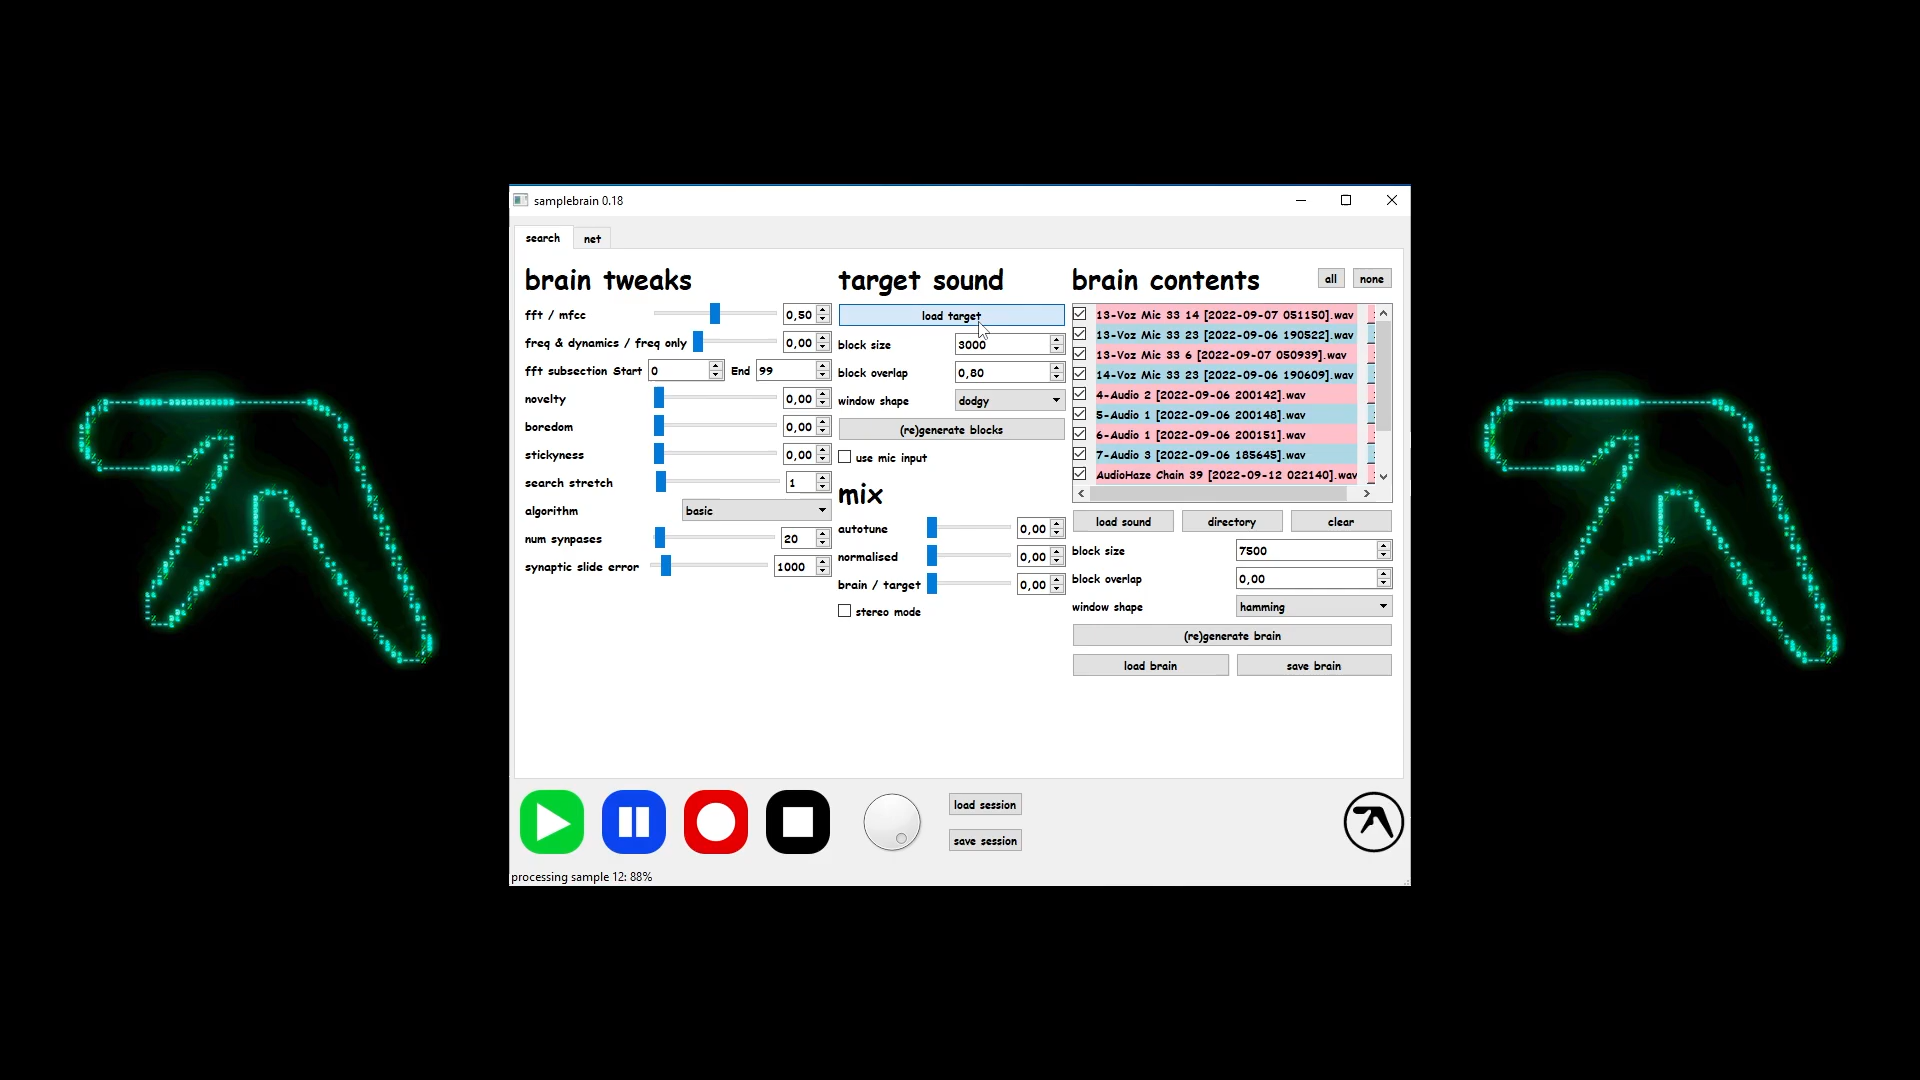 samplebrain 0.18
search
net
brain tweaks
fft / mfcc
0,50
freq & dynamics / freq only
0,00
fft subsection Start
0
End
99
novelty
0,00
boredom
0,00
stickyness
0,00
search stretch
1
algorithm
basic
num synpases
20
synaptic slide error
1000
target sound
load target
block size
3000
block overlap
0,80
window shape
dodgy
(re)generate blocks
use mic input
mix
autotune
0,00
normalised
0,00
brain / target
0,00
stereo mode
brain contents
all
none
13-Voz Mic 33 14 [2022-09-07 051150].wav
13-Voz Mic 33 23 [2022-09-06 190522].wav
13-Voz Mic 33 6 [2022-09-07 050939].wav
14-Voz Mic 33 23 [2022-09-06 190609].wav
4-Audio 2 [2022-09-06 200142].wav
5-Audio 1 [2022-09-06 200148].wav
6-Audio 1 [2022-09-06 200151].wav
7-Audio 3 [2022-09-06 185645].wav
AudioHaze Chain 39 [2022-09-12 022140].wav
load sound
directory
clear
block size
7500
block overlap
0,00
window shape
hamming
(re)generate brain
load brain
save brain
load session
save session
processing sample 12: 88%